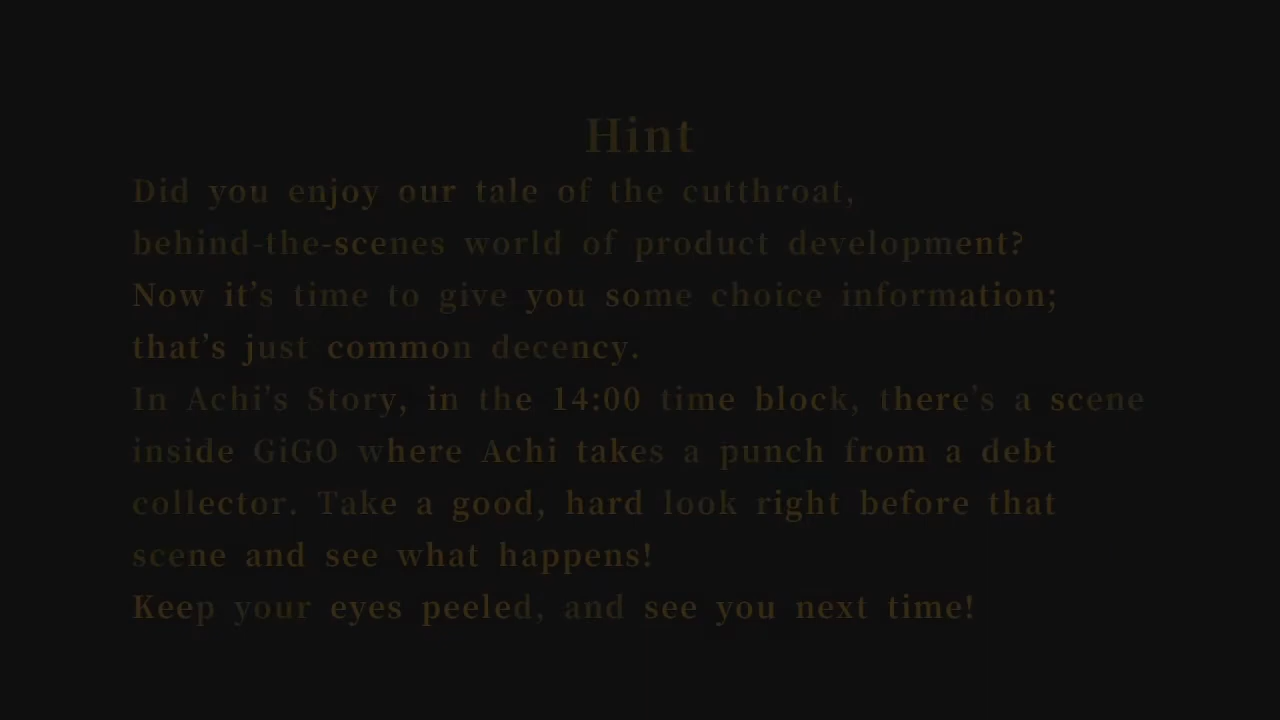 Hint
Did you enjoy our tale of the cutthroat,
behind-the-scenes world of product development?
Now it’s time to give you some choice information;
that’s just common decency.
In Achi’s Story, in the 14:00 time block, there’s a scene
inside GiGO where Achi takes a punch from a debt
collector. Take a good, hard look right before that
scene and see what happens!
Keep your eyes peeled, and see you next time!